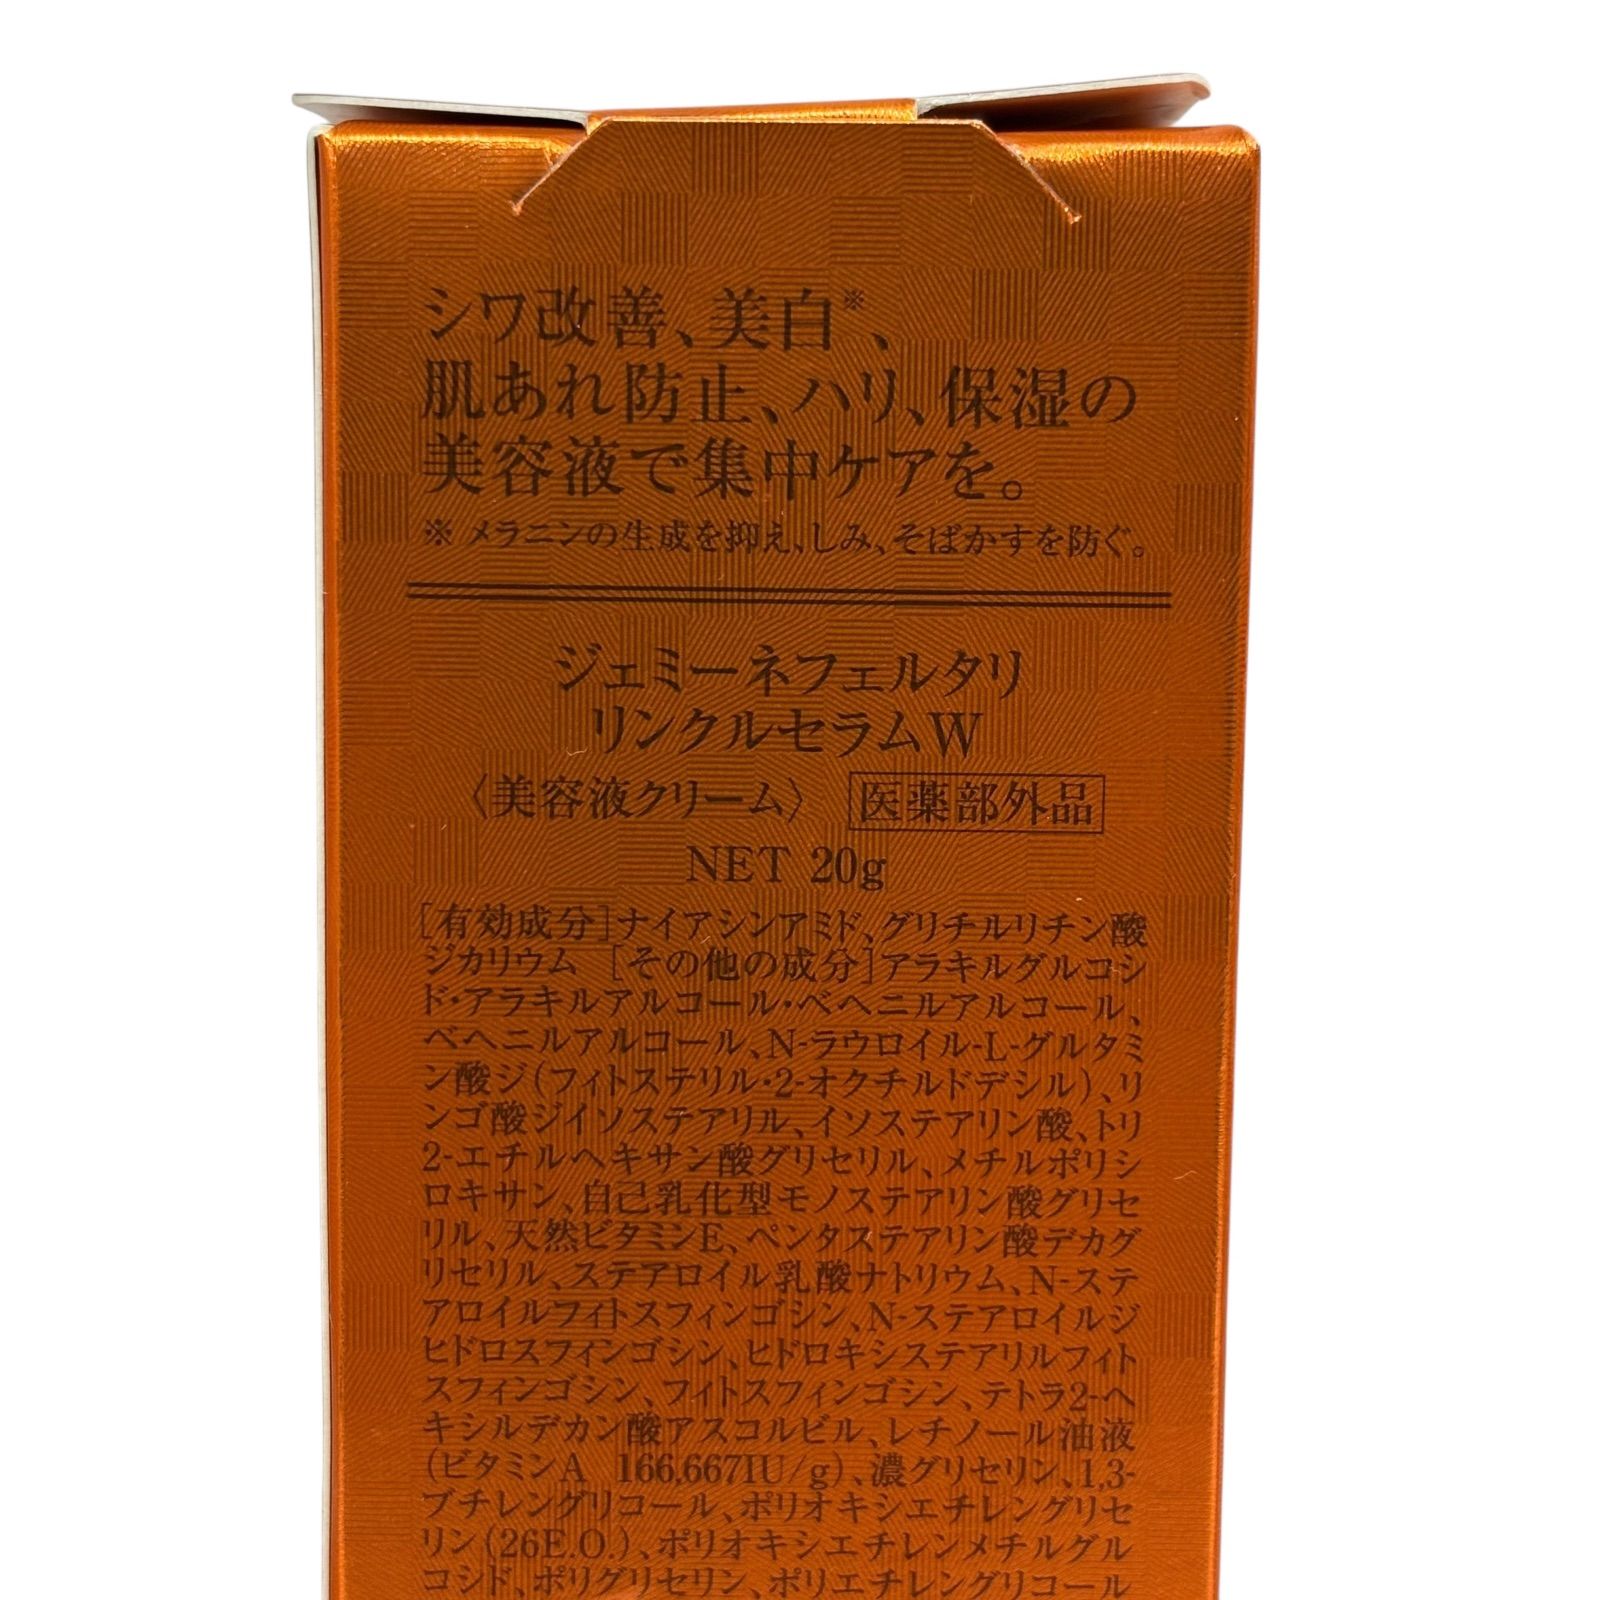 シワ改善、美白※、
肌あれ防止、ハリ、保湿の
美容液で集中ケアを。
※ メラニンの生成を抑え、しみ、そばかすを防ぐ。
ジェミーネフェルタリ
リンクルセラムW
〈美容液クリーム〉 医薬部外品
NET 20g
［有効成分］ナイアシンアミド、グリチルリチン酸
ジカリウム ［その他の成分］アラキルグルコシ
ド・アラキルアルコール・ベヘニルアルコール、
ベヘニルアルコール、N-ラウロイル-L-グルタミ
ン酸ジ(フィトステリル・2-オクチルドデシル)、リ
ンゴ酸ジイソステアリル、イソステアリン酸、トリ
2-エチルヘキサン酸グリセリル、メチルポリシ
ロキサン、自己乳化型モノステアリン酸グリセ
リル、天然ビタミンE、ペンタステアリン酸デカグ
リセリル、ステアロイル乳酸ナトリウム、N-ステ
アロイルフィトスフィンゴシン、N-ステアロイルジ
ヒドロスフィンゴシン、ヒドロキシステアリルフィト
スフィンゴシン、フィトスフィンゴシン、テトラ2-ヘ
キシルデカン酸アスコルビル、レチノール油液
(ビタミンA 166,667IU/g)、濃グリセリン、1,3-
ブチレングリコール、ポリオキシエチレングリセ
リン(26E.O.)、ポリオキシエチレンメチルグル
コシド、ポリグリセリン、ポリエチレングリコール